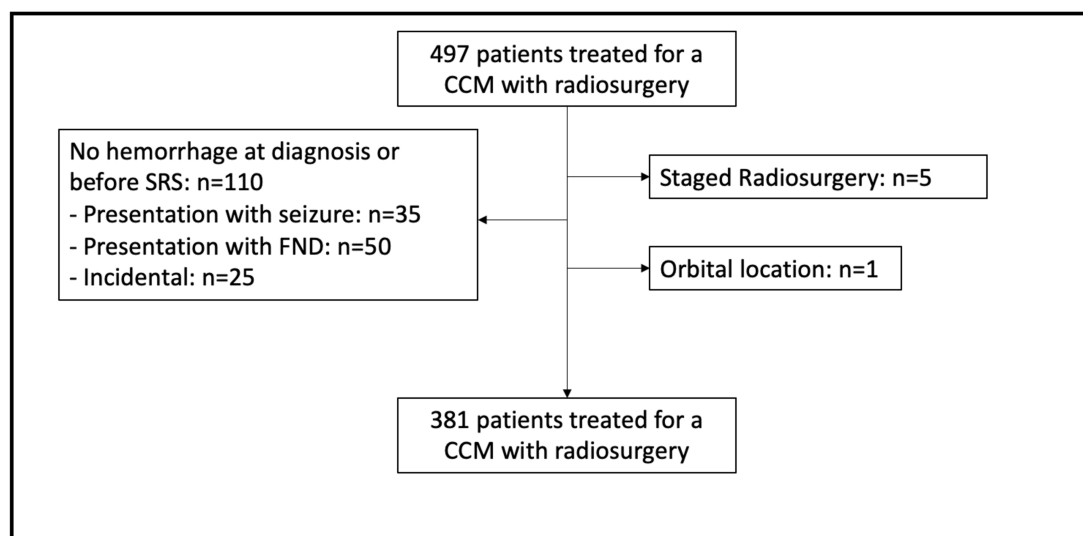 497 patients treated for a
CCM with radiosurgery
No hemorrhage at diagnosis or
before SRS: n=110
- Presentation with seizure: n=35
- Presentation with FND: n=50
- Incidental: n=25
Staged Radiosurgery: n=5
Orbital location: n=1
381 patients treated for a
CCM with radiosurgery